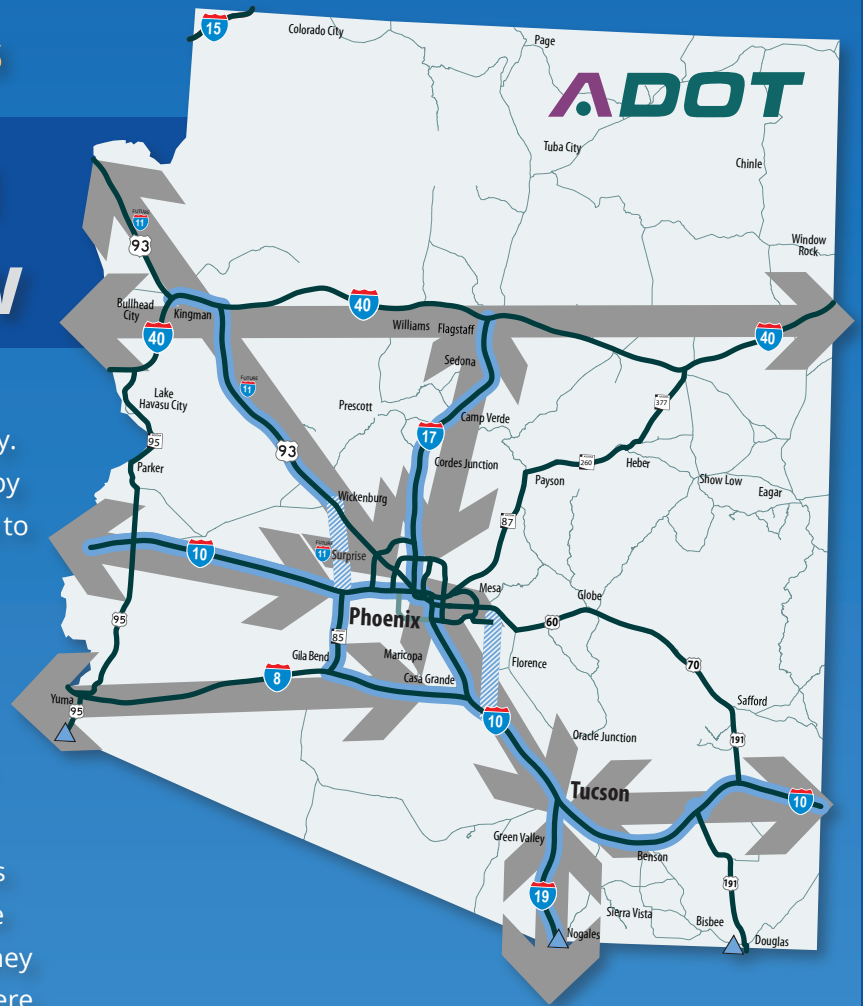 15
Colorado City
Page
ADOT
Tuba City
Chinle
Window
Rock
FUTURE
11
93
Bullhead
City
Kingman
40
40
Williams
Flagstaff
40
Sedona
FUTURE
11
Lake
Havasu City
Prescott
377
17
Camp Verde
y.
95
93
Cordes Junction
260
Heber
by
Parker
Payson
Show Low
Eagar
to
Wickenburg
87
10
FUTURE
11
Surprise
Mesa
Globe
95
Phoenix
60
85
Gila Bend
Maricopa
Florence
70
8
Casa Grande
Yuma
95
10
Safford
Oracle Junction
191
Tucson
10
Green Valley
Benson
s
19
191
e
Sierra Vista
Bisbee
Nogales
Douglas
ney
ere